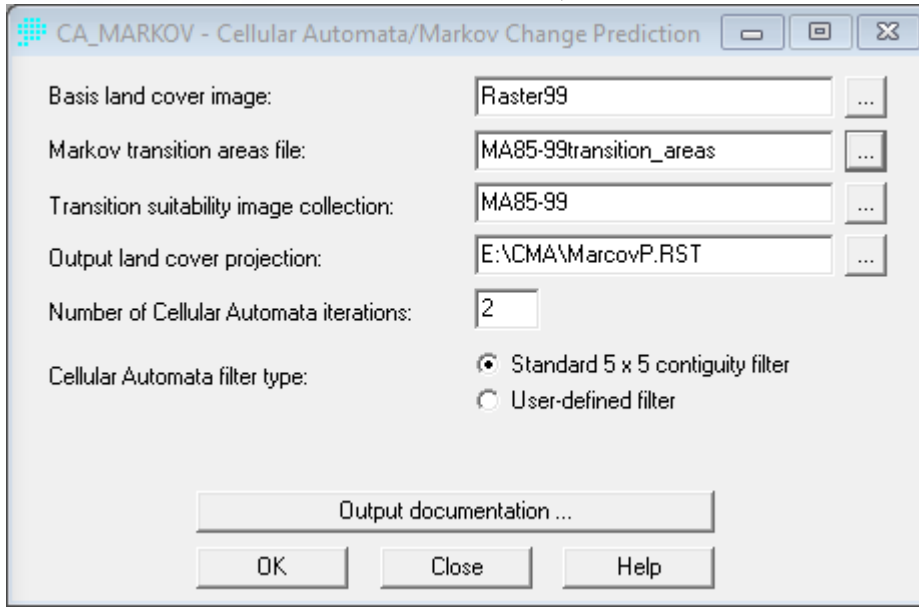 CA_MARKOV - Cellular Automata/Markov Change Prediction
Basis land cover image: Raster99 ...
Markov transition areas file: MA85-99transition_areas ...
Transition suitability image collection: MA85-99 ...
Output land cover projection: E:\CMA\MarcovP.RST ...
Number of Cellular Automata iterations: 2
Cellular Automata filter type: Standard 5 x 5 contiguity filter
User-defined filter
Output documentation ...
OK Close Help